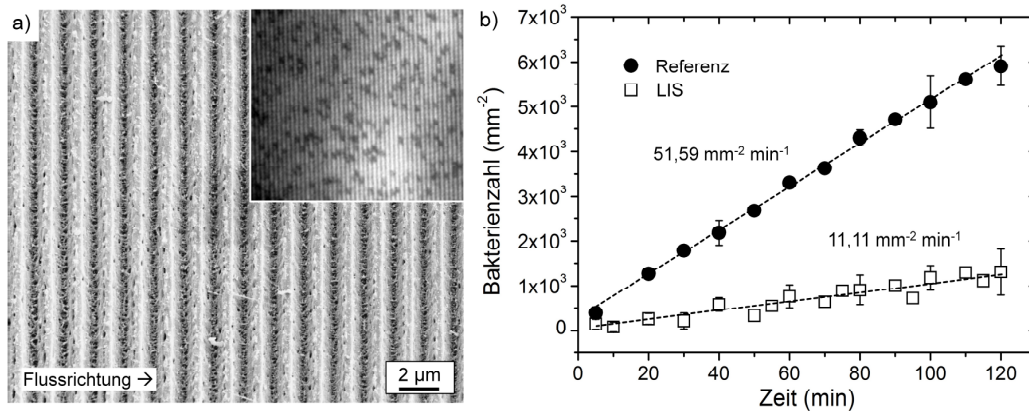 a)
Flussrichtung →
2 µm
b)
Bakterienzahl (mm⁻²)
7x10³
6x10³
5x10³
4x10³
3x10³
2x10³
1x10³
0
Referenz
LIS
51,59 mm⁻² min⁻¹
11,11 mm⁻² min⁻¹
0 20 40 60 80 100 120
Zeit (min)